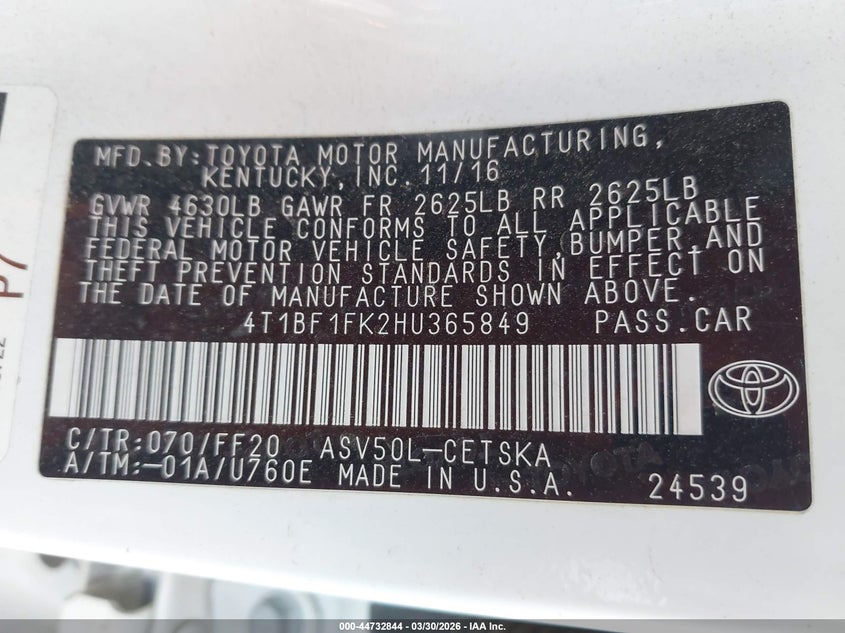 MFD.BY:TOYOTA MOTOR MANUFACTURING,
KENTUCKY,INC.11/16
GVWR 4630LB GAWR FR 2625LB RR 2625LB
THIS VEHICLE CONFORMS TO ALL APPLICABLE
FEDERAL MOTOR VEHICLE SAFETY,BUMPER,AND
THEFT PREVENTION STANDARDS IN EFFECT ON
THE DATE OF MANUFACTURE SHOWN ABOVE.
4T1BF1FK2HU365849 PASS.CAR
C/TR:070/FF20 ASV50L-CETSKA
A/TM:-01A/U760E MADE IN U.S.A. 24539
TOYOTA
P7
000-44732844 - 03/30/2026 - IAA Inc.